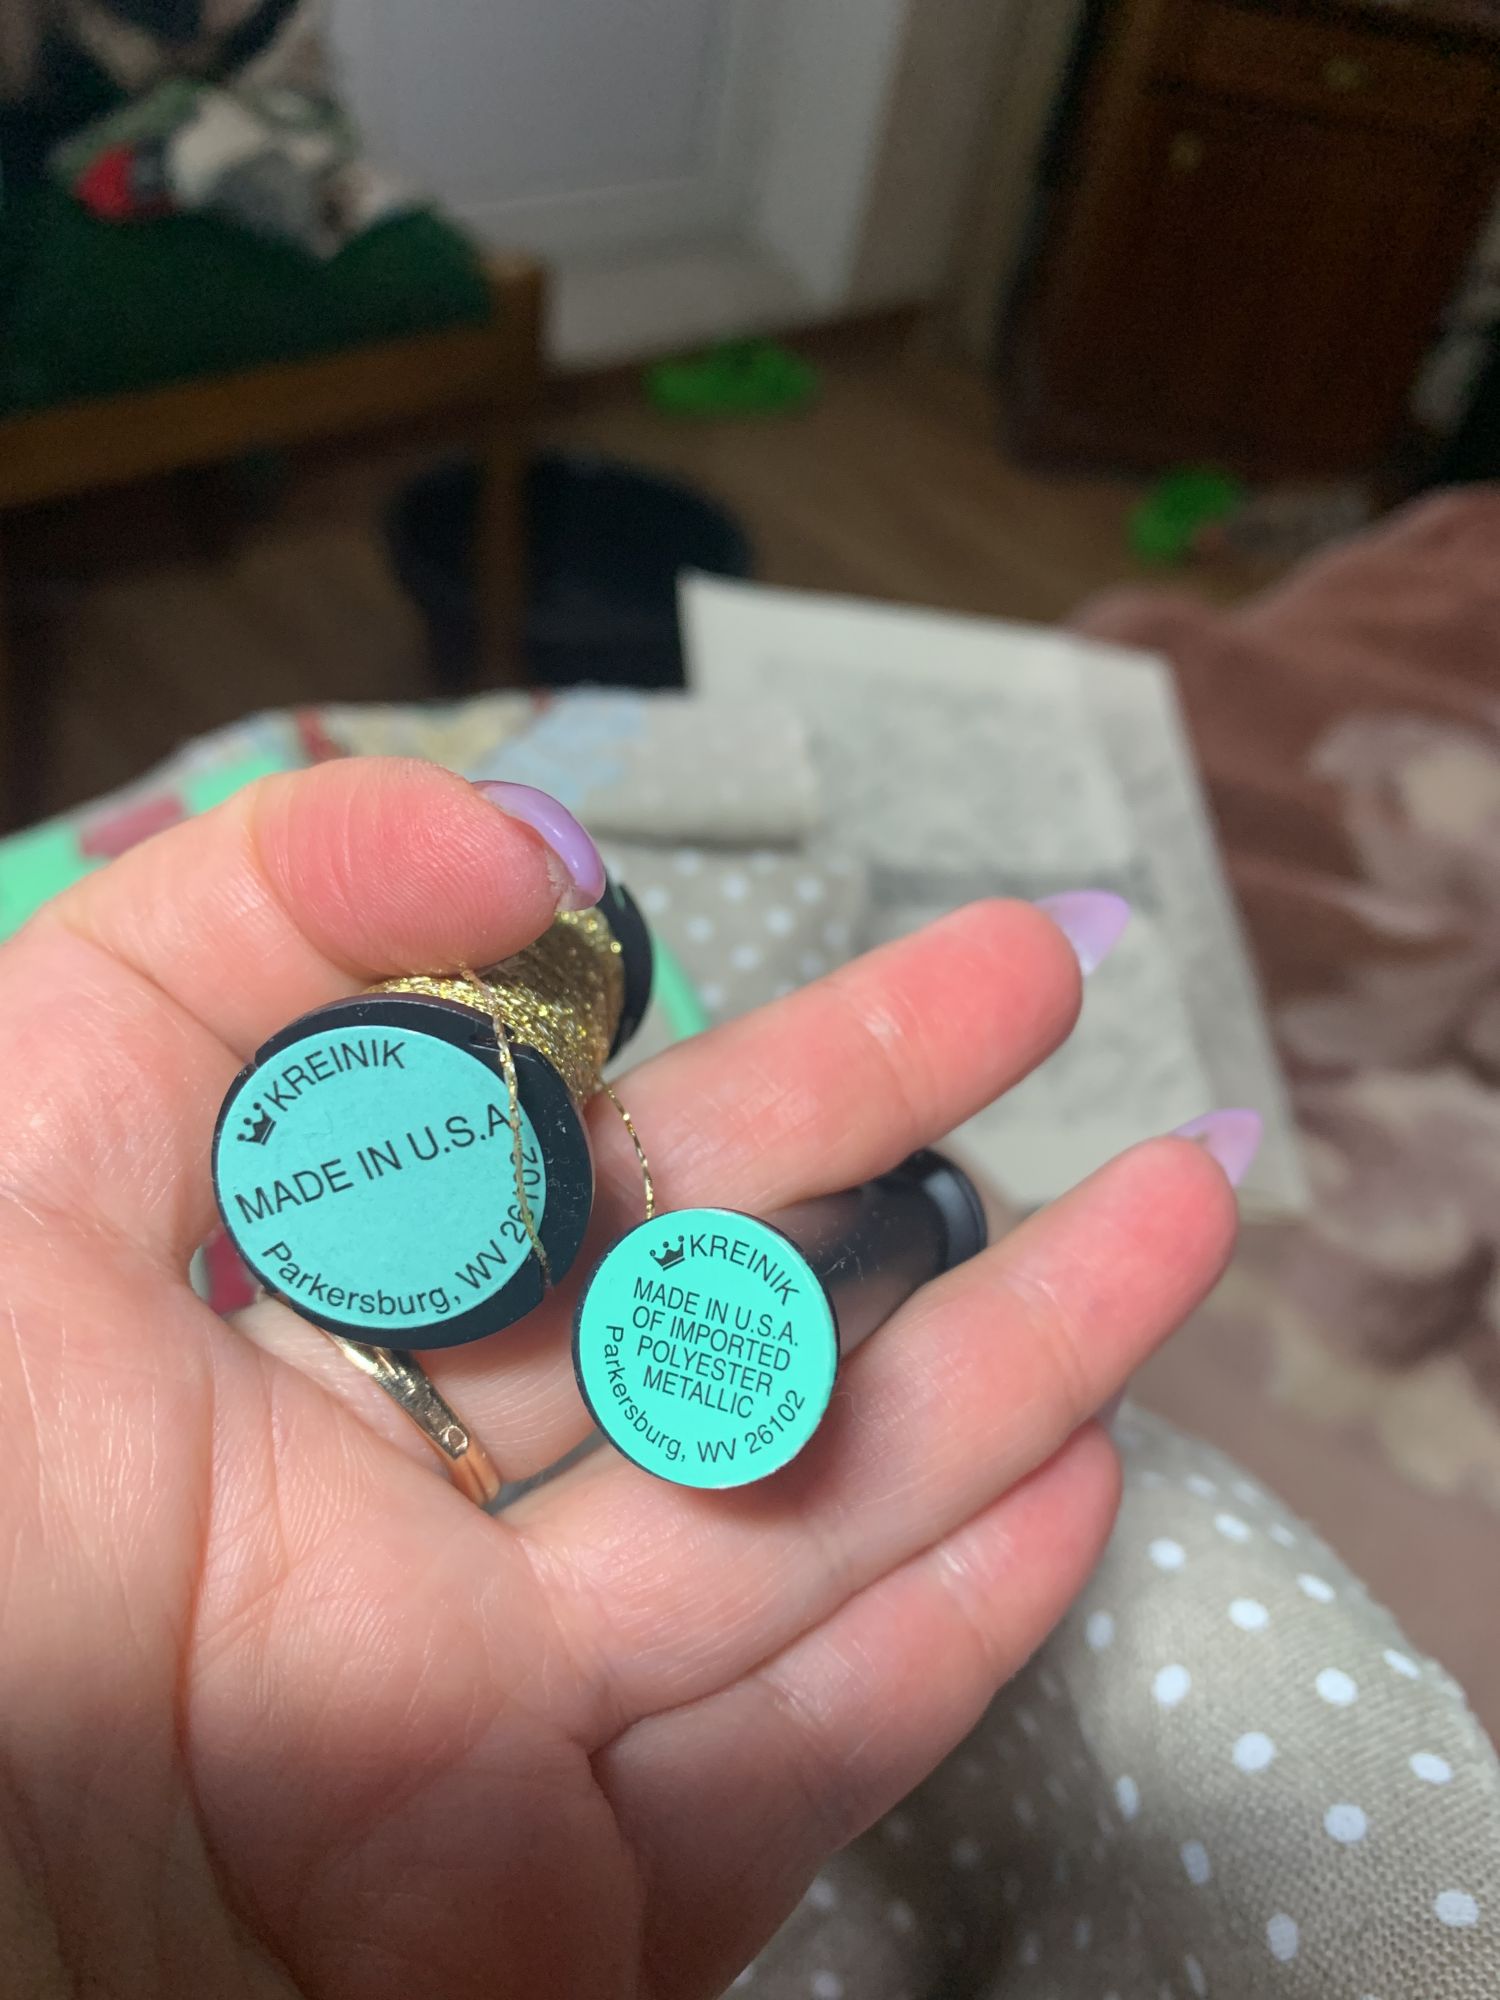 KREINIK
MADE IN U.S.A.
Parkersburg, WV 26102
KREINIK
MADE IN U.S.A.
OF IMPORTED
POLYESTER
METALLIC
Parkersburg, WV 26102